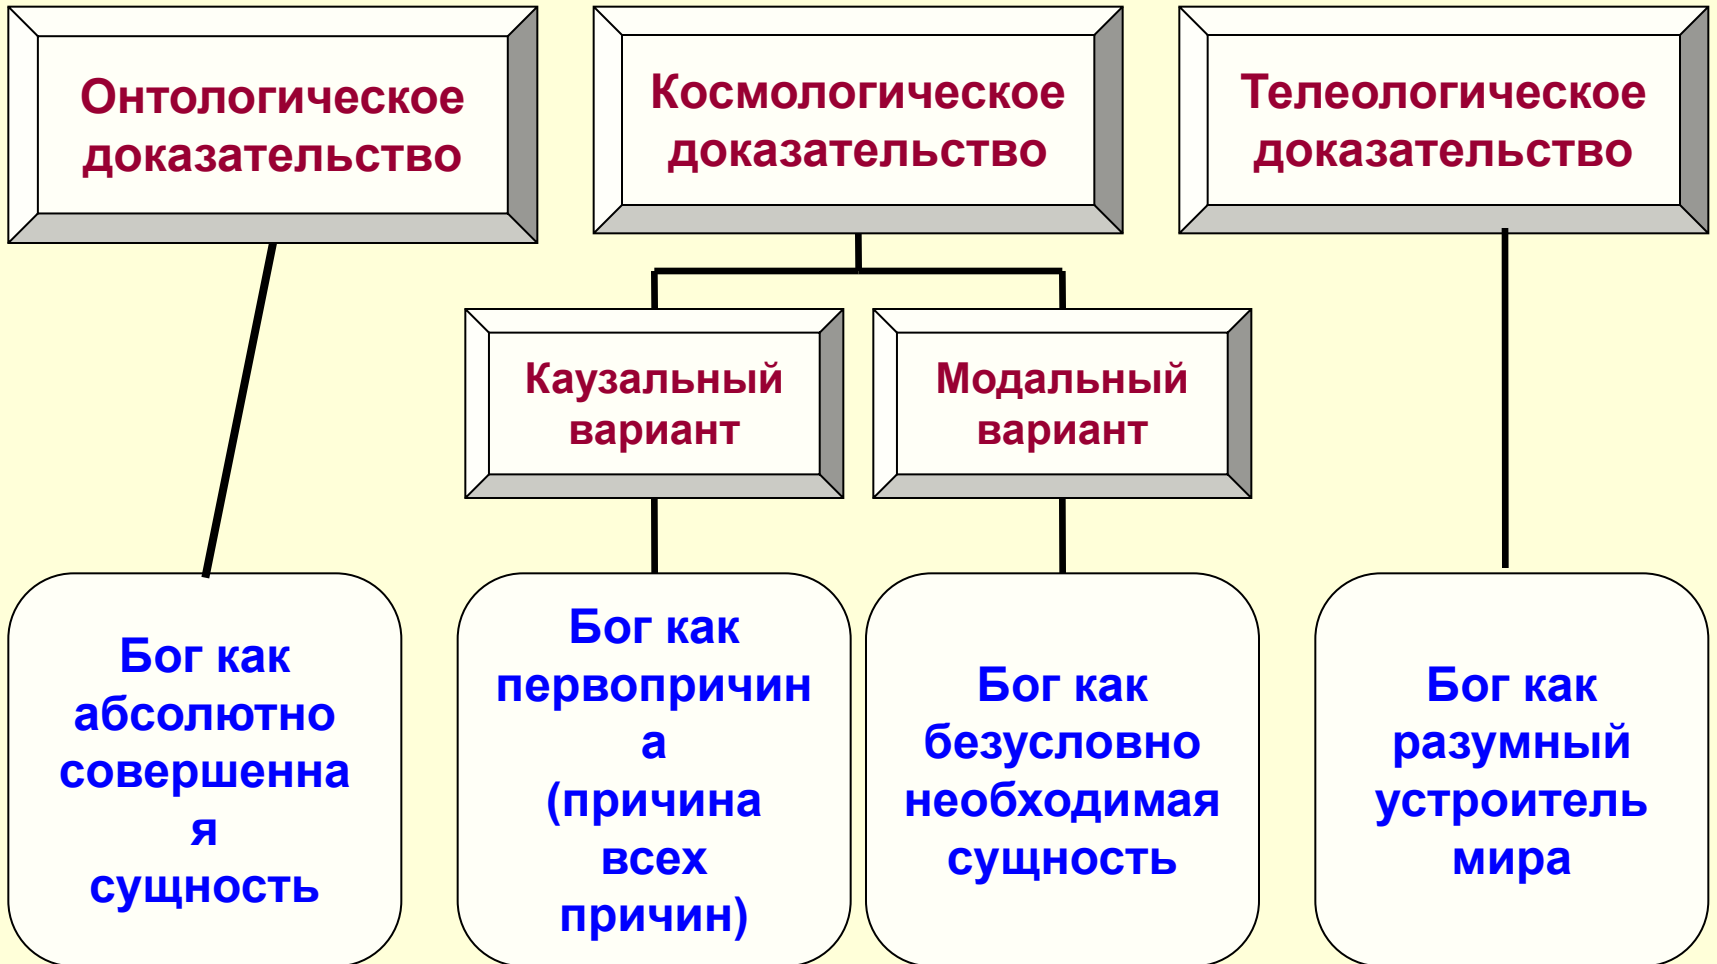 Онтологическое
доказательство
Космологическое
доказательство
Телеологическое
доказательство
Каузальный
вариант
Модальный
вариант
Бог как
абсолютно
совершенна
я
сущность
Бог как
первопричин
а
(причина
всех
причин)
Бог как
безусловно
необходимая
сущность
Бог как
разумный
устроитель
мира